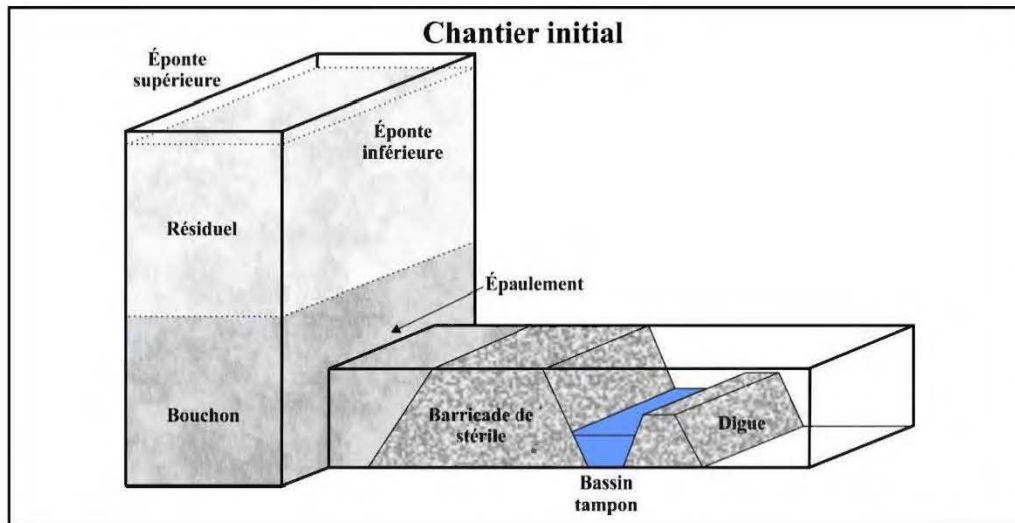 Chantier initial
Éponte
supérieure
Éponte
inférieure
Résiduel
Épaulement
Bouchon
Barricade de
stérile
Digue
Bassin
tampon